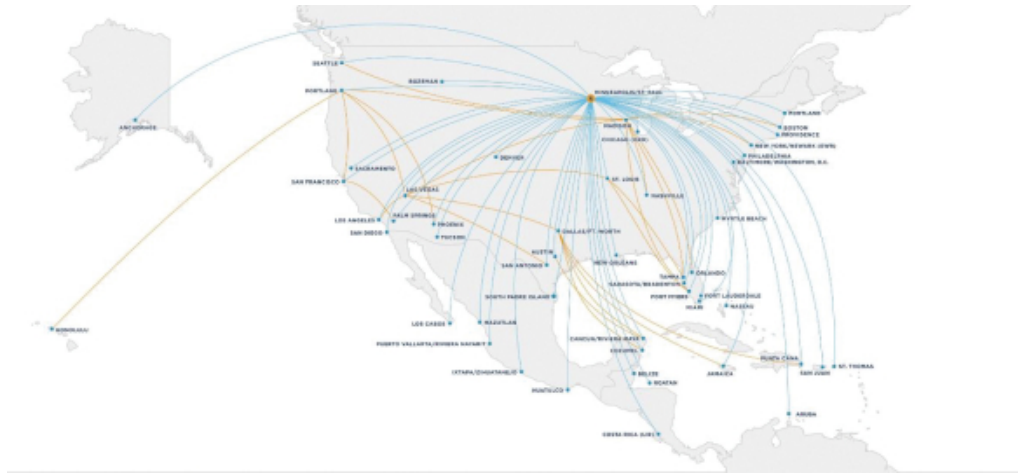 SEATTLE
BOZEMAN
MINNEAPOLIS/ST. PAUL
PORTLAND
PORTLAND
ANCHORAGE
MADISON
BOSTON
PROVIDENCE
CHICAGO
NEW YORK/NEWARK (EWR)
PHILADELPHIA
BALTIMORE/WASHINGTON, D.C.
DENVER
SACRAMENTO
SAN FRANCISCO
ST. LOUIS
LAS VEGAS
NASHVILLE
LOS ANGELES
PALM SPRINGS
MYRTLE BEACH
PHOENIX
SAN DIEGO
TUCSON
DALLAS/FT. WORTH
AUSTIN
NEW ORLEANS
SAN ANTONIO
TAMPA
ORLANDO
SARASOTA/BRADENTON
SOUTH PADRE ISLAND
FORT MYERS
FORT LAUDERDALE
MIAMI
NASSAU
LOS CABOS
MAZATLAN
HONOLULU
CANCUN/RIVIERA MAYA
PUERTO VALLARTA/RIVIERA NAYARIT
COZUMEL
PUNTA CANA
IXTAPA/ZIHUATANEJO
BELIZE
JAMAICA
SAN JUAN
ST. THOMAS
ROATAN
HUATULCO
ARUBA
COSTA RICA (LIR)